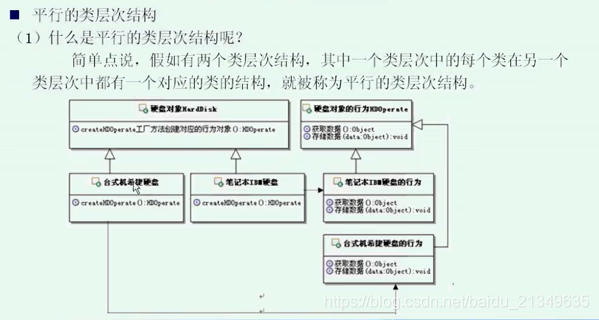 平行的类层次结构
（1）什么是平行的类层次结构呢？
简单点说，假如有两个类层次结构，其中一个类层次中的每个类在另一个
类层次中都有一个对应的类的结构，就被称为平行的类层次结构。
硬盘对象HardDisk
createHDOperate工厂方法创建对应的行为对象():HDOperate
硬盘对象的行为HDOperate
获取数据():Object
存储数据(data:Object):void
台式机希捷硬盘
createHDOperate():HDOperate
笔记本IBM硬盘
createHDOperate():HDOperate
笔记本IBM硬盘的行为
获取数据():Object
存储数据(data:Object):void
台式机希捷硬盘的行为
获取数据():Object
存储数据(data:Object):void
https://blog.csdn.net/baidu_21349635